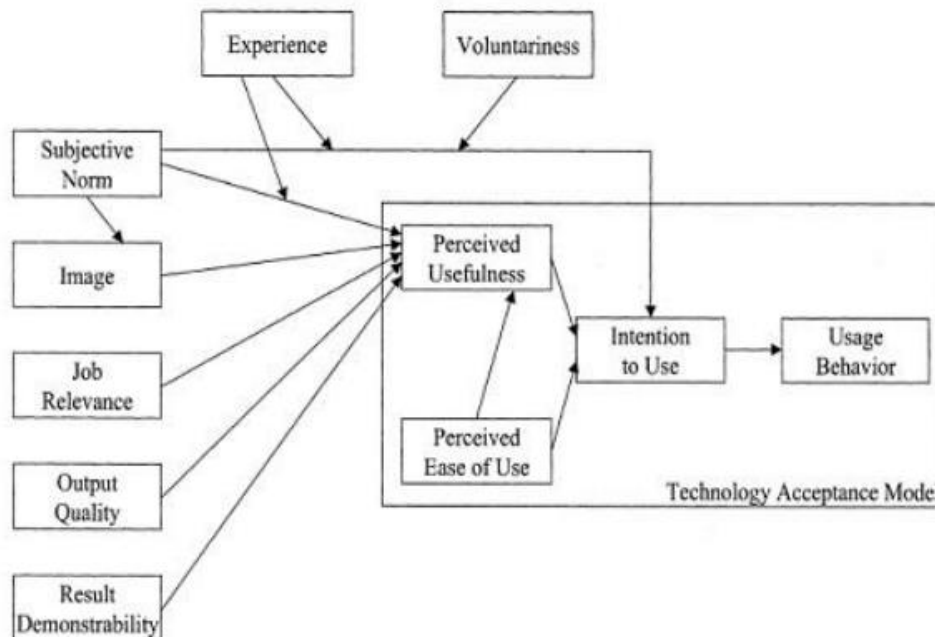 Experience
Voluntariness
Subjective
Norm
Image
Job
Relevance
Output
Quality
Result
Demonstrability
Perceived
Usefulness
Perceived
Ease of Use
Intention
to Use
Usage
Behavior
Technology Acceptance Model